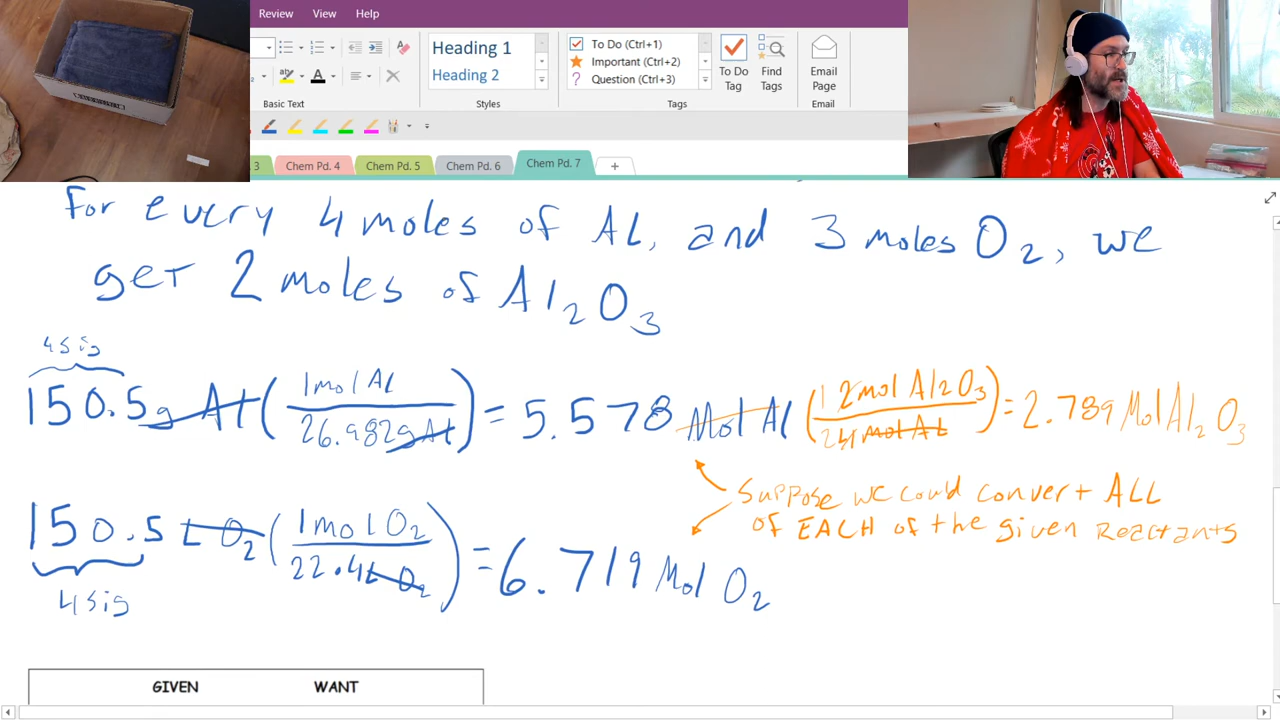 Review View Help
Heading 1
Heading 2
To Do (Ctrl+1)
Important (Ctrl+2)
Question (Ctrl+3)
To Do Tag
Find Tags
Email Page
Basic Text Styles Tags Email
3 Chem Pd. 4 Chem Pd. 5 Chem Pd. 6 Chem Pd. 7 +
For every 4 moles of AL, and 3 moles O2, we
get 2 moles of Al2O3
4 sig
150.5 g Al (1 mol AL / 26.982 g Al) = 5.578 Mol Al (2 mol Al2O3 / 4 mol AL) = 2.789 Mol Al2O3
Suppose we could convert ALL
of EACH of the given Reactants
150.5 L O2 (1 mol O2 / 22.4 L O2) = 6.719 Mol O2
4 sig
GIVEN WANT